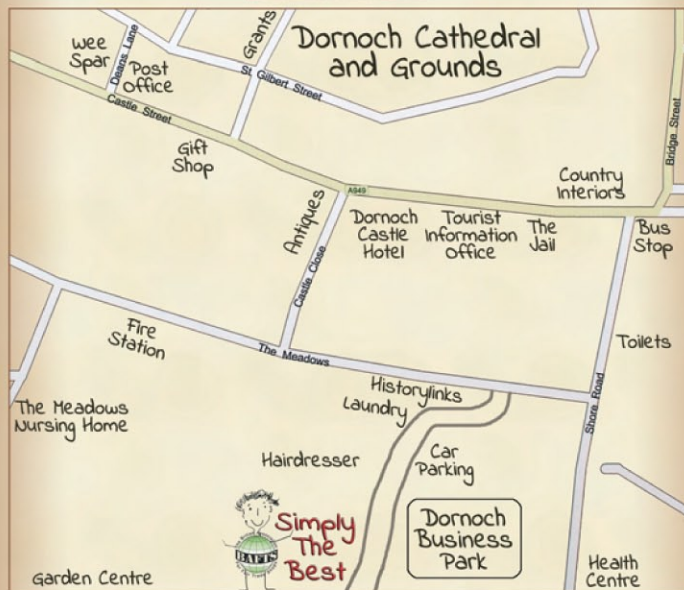 Dornoch Cathedral
and Grounds
Wee
Spar
Deans Lane
Post
Office
Grants
St. Gilbert Street
Castle Street
Gift
Shop
Bridge Street
Country
Interiors
A949
Antiques
Dornoch
Castle
Hotel
Tourist
Information
Office
The
Jail
Bus
Stop
Castle Close
Fire
Station
The Meadows
Toilets
Historylinks
Laundry
Shore Road
The Meadows
Nursing Home
Hairdresser
Car
Parking
Simply
The
Best
BAFTS
Dornoch
Business
Park
Garden Centre
Health
Centre